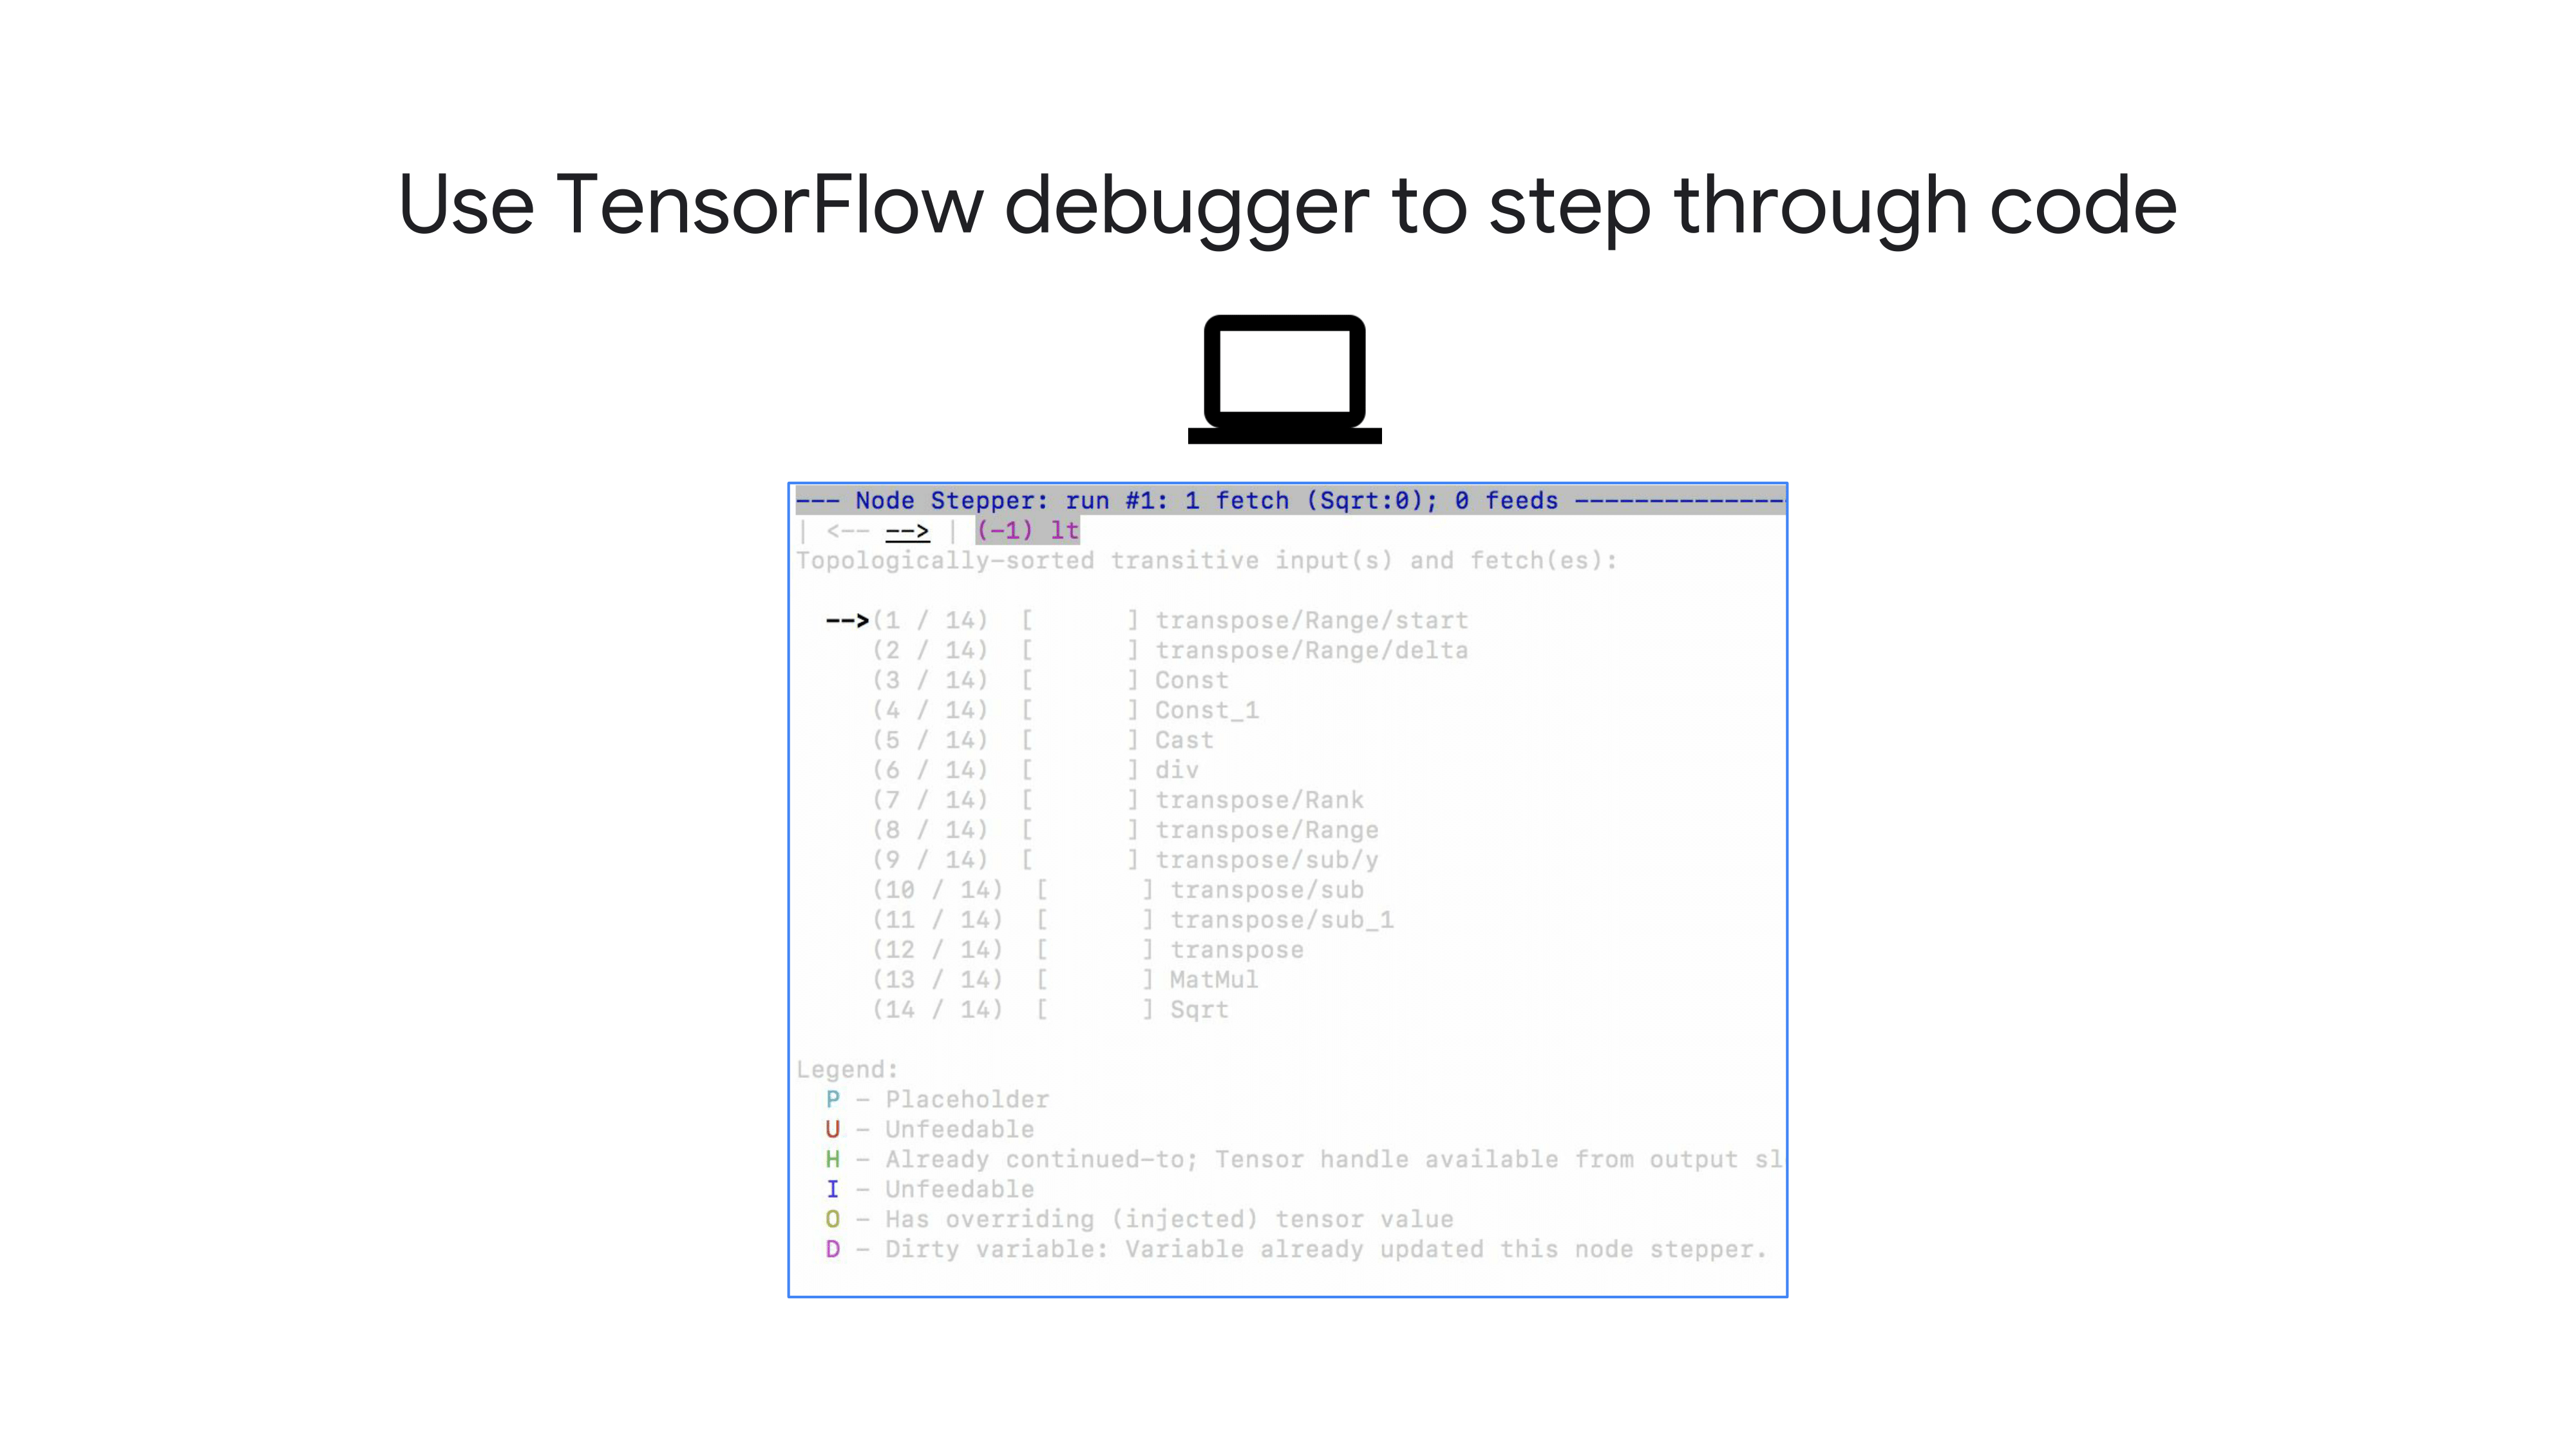 Use TensorFlow debugger to step through code
--- Node Stepper: run #1: 1 fetch (Sqrt:0); 0 feeds --------------
| <-- --> | (-1) lt
Topologically-sorted transitive input(s) and fetch(es):
-->(1 / 14)  [       ] transpose/Range/start
(2 / 14)  [       ] transpose/Range/delta
(3 / 14)  [       ] Const
(4 / 14)  [       ] Const_1
(5 / 14)  [       ] Cast
(6 / 14)  [       ] div
(7 / 14)  [       ] transpose/Rank
(8 / 14)  [       ] transpose/Range
(9 / 14)  [       ] transpose/sub/y
(10 / 14)  [       ] transpose/sub
(11 / 14)  [       ] transpose/sub_1
(12 / 14)  [       ] transpose
(13 / 14)  [       ] MatMul
(14 / 14)  [       ] Sqrt
Legend:
P - Placeholder
U - Unfeedable
H - Already continued-to; Tensor handle available from output sl
I - Unfeedable
O - Has overriding (injected) tensor value
D - Dirty variable: Variable already updated this node stepper.